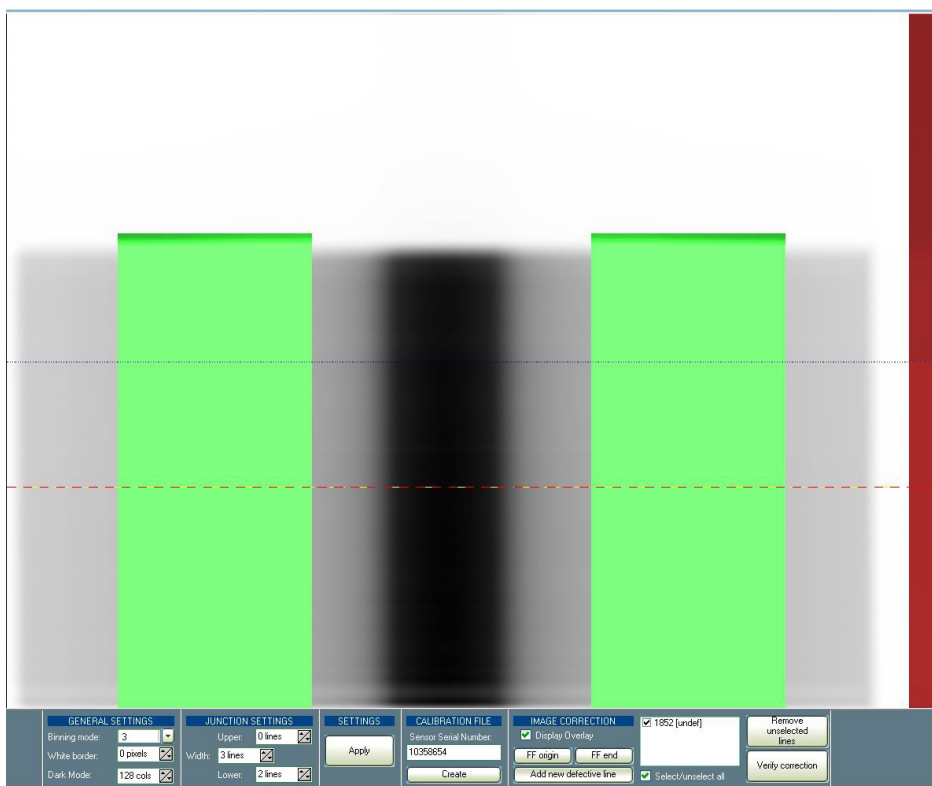 GENERAL SETTINGS
Binning mode: 3
White border: 0 pixels
Dark Mode: 128 cols
JUNCTION SETTINGS
Upper: 0 lines
Width: 3 lines
Lower: 2 lines
SETTINGS
Apply
CALIBRATION FILE
Sensor Serial Number:
10358654
Create
IMAGE CORRECTION
Display Overlay
FF origin FF end
Add new defective line
1852 [undef]
Select/unselect all
Remove
unselected
lines
Verify correction